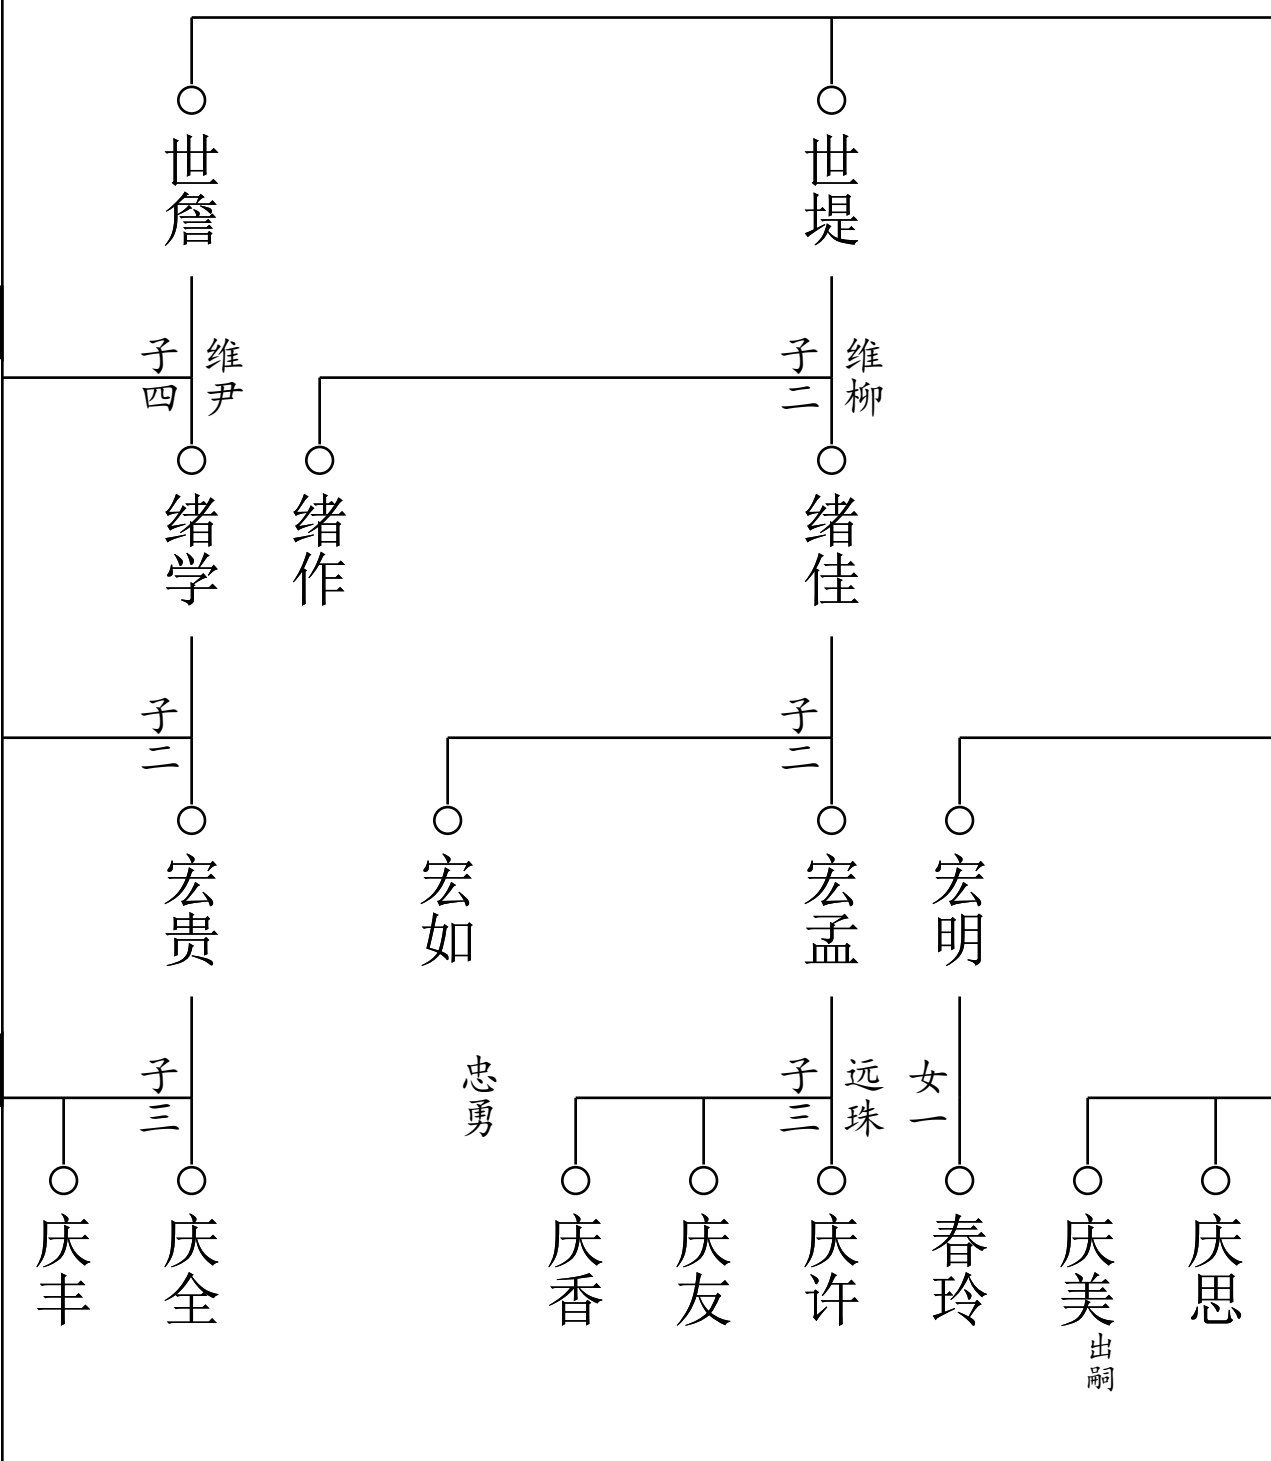 世堤
世詹
维柳
子二
维尹
子四
绪佳
绪作
绪学
子二
子二
宏明
宏孟
宏如
宏贵
女一
远珠
子三
忠勇
子三
庆思
庆美
出嗣
春玲
庆许
庆友
庆香
庆全
庆丰